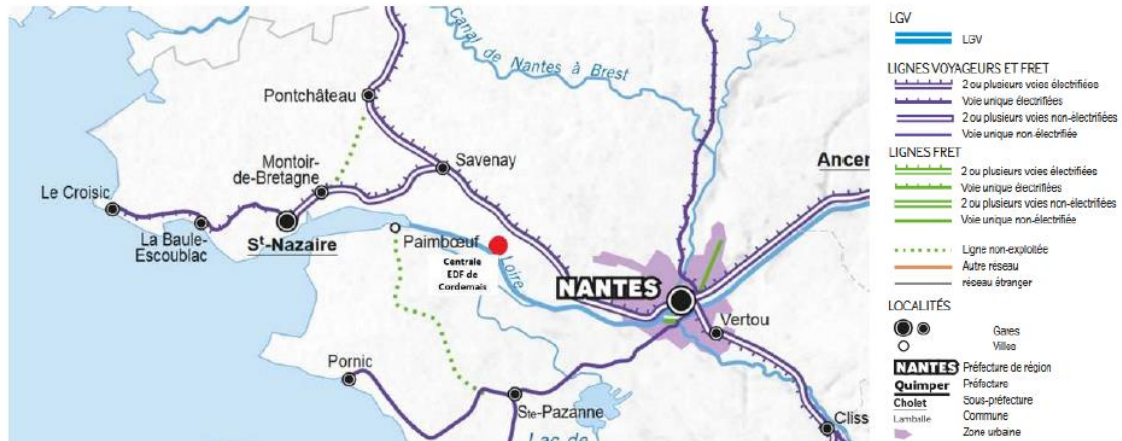 Canal de Nantes à Brest
Pontchâteau
Montoir-
de-Bretagne
Savenay
Ancer
Le Croisic
La Baule-
Escoublac
St-Nazaire
Paimbœuf
Centrale
EDF de
Cordemais
Loire
NANTES
Vertou
Pornic
Ste-Pazanne
Lac de
Cliss
LGV
LGV
LIGNES VOYAGEURS ET FRET
2 ou plusieurs voies électrifiées
Voie unique électrifiées
2 ou plusieurs voies non-électrifiées
Voie unique non-électrifiée
LIGNES FRET
2 ou plusieurs voies électrifiées
Voie unique électrifiées
2 ou plusieurs voies non-électrifiées
Voie unique non-électrifiée
Ligne non-exploitée
Autre réseau
réseau étranger
LOCALITÉS
Gares
Villes
NANTES Préfecture de région
Quimper Préfecture
Cholet Sous-préfecture
Lamballe Commune
Zone urbaine